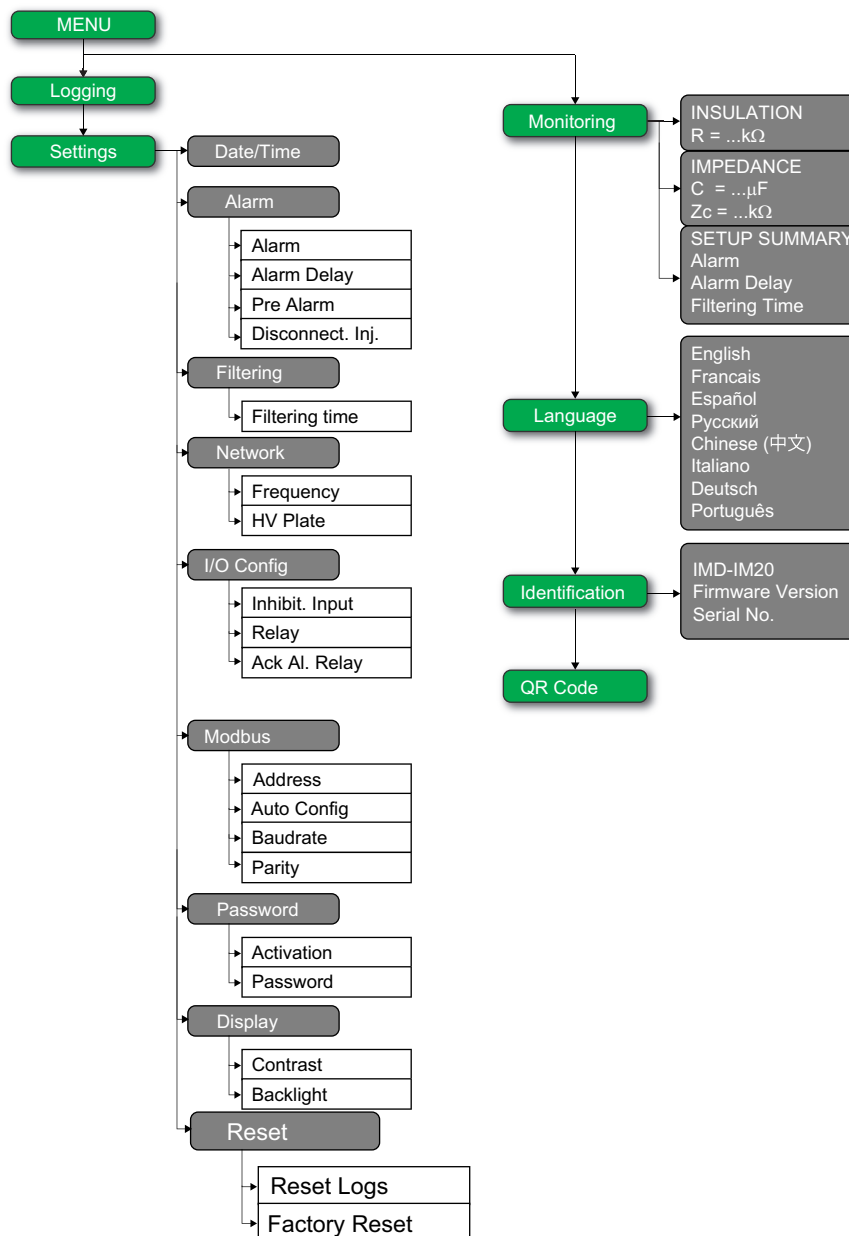 MENU
Logging
Settings
Date/Time
Alarm
Alarm
Alarm Delay
Pre Alarm
Disconnect. Inj.
Filtering
Filtering time
Network
Frequency
HV Plate
I/O Config
Inhibit. Input
Relay
Ack Al. Relay
Modbus
Address
Auto Config
Baudrate
Parity
Password
Activation
Password
Display
Contrast
Backlight
Reset
Reset Logs
Factory Reset
Monitoring
INSULATION
R = ...kΩ
IMPEDANCE
C = ...µF
Zc = ...kΩ
SETUP SUMMARY
Alarm
Alarm Delay
Filtering Time
Language
English
Francais
Español
Русский
Chinese (中文)
Italiano
Deutsch
Português
Identification
IMD-IM20
Firmware Version
Serial No.
QR Code